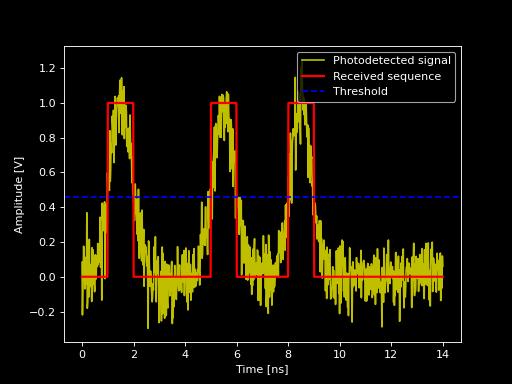 Photodetected signal
Received sequence
Threshold
1.2
1.0
0.8
0.6
0.4
0.2
0.0
−0.2
Amplitude [V]
0 2 4 6 8 10 12 14
Time [ns]